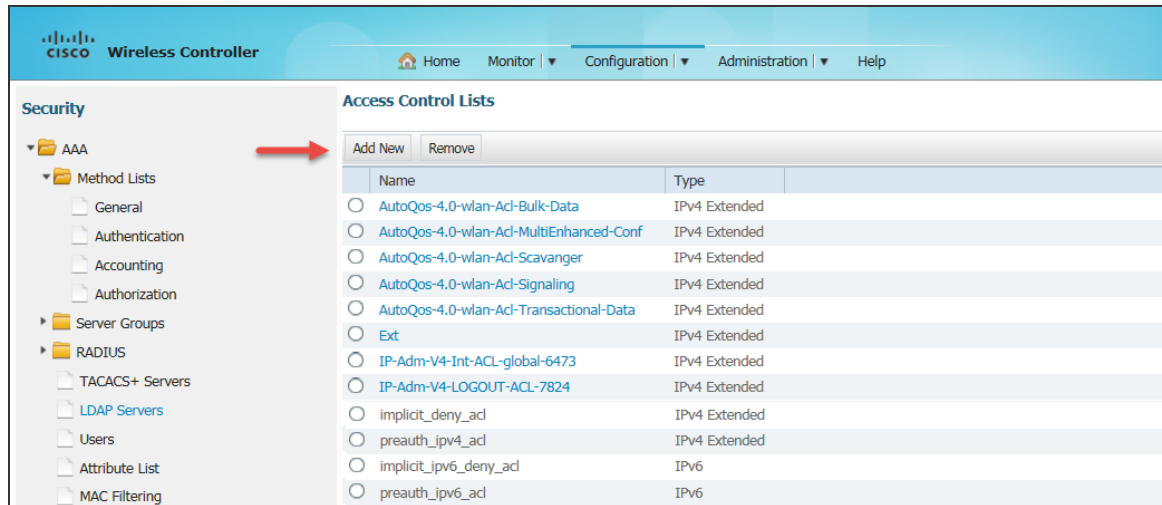 CISCO Wireless Controller
Home Monitor Configuration Administration Help
Security
AAA
Method Lists
General
Authentication
Accounting
Authorization
Server Groups
RADIUS
TACACS+ Servers
LDAP Servers
Users
Attribute List
MAC Filtering
Access Control Lists
Add New Remove
Name Type
AutoQos-4.0-wlan-Acl-Bulk-Data IPv4 Extended
AutoQos-4.0-wlan-Acl-MultiEnhanced-Conf IPv4 Extended
AutoQos-4.0-wlan-Acl-Scavanger IPv4 Extended
AutoQos-4.0-wlan-Acl-Signaling IPv4 Extended
AutoQos-4.0-wlan-Acl-Transactional-Data IPv4 Extended
Ext IPv4 Extended
IP-Adm-V4-Int-ACL-global-6473 IPv4 Extended
IP-Adm-V4-LOGOUT-ACL-7824 IPv4 Extended
implicit_deny_acl IPv4 Extended
preauth_ipv4_acl IPv4 Extended
implicit_ipv6_deny_acl IPv6
preauth_ipv6_acl IPv6